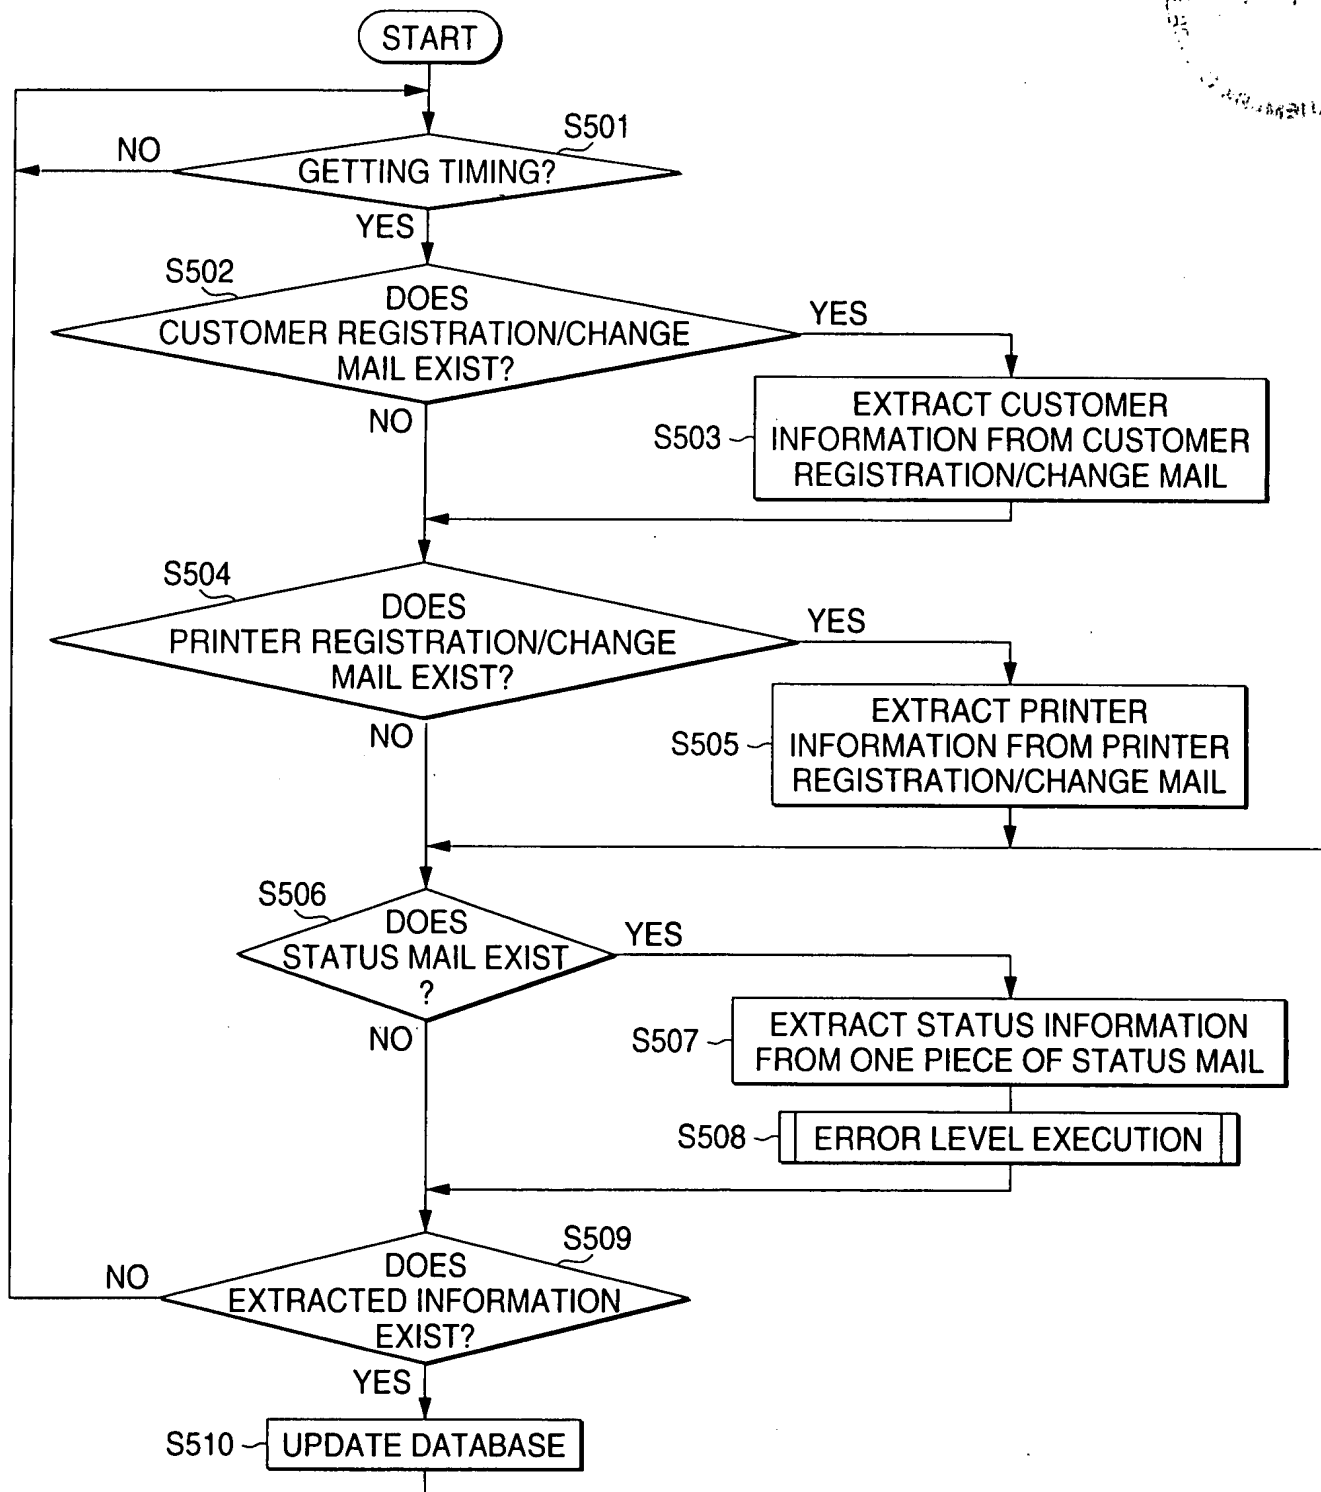 START
S501
NO
GETTING TIMING?
YES
S502
DOES
CUSTOMER REGISTRATION/CHANGE
MAIL EXIST?
YES
NO
S503
EXTRACT CUSTOMER
INFORMATION FROM CUSTOMER
REGISTRATION/CHANGE MAIL
S504
DOES
PRINTER REGISTRATION/CHANGE
MAIL EXIST?
YES
NO
S505
EXTRACT PRINTER
INFORMATION FROM PRINTER
REGISTRATION/CHANGE MAIL
S506
DOES
STATUS MAIL EXIST
?
YES
NO
S507
EXTRACT STATUS INFORMATION
FROM ONE PIECE OF STATUS MAIL
S508
ERROR LEVEL EXECUTION
S509
NO
DOES
EXTRACTED INFORMATION
EXIST?
YES
S510
UPDATE DATABASE